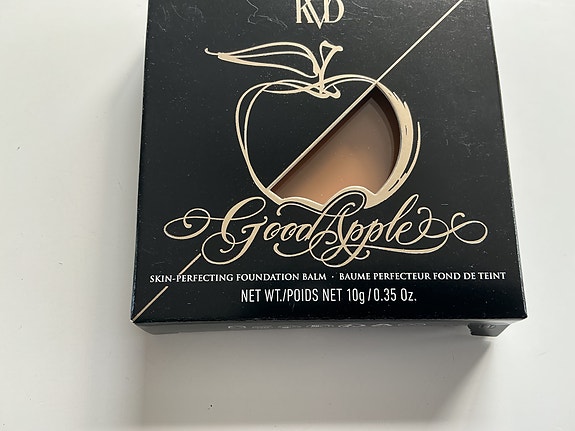 KVD
Good Apple
SKIN-PERFECTING FOUNDATION BALM · BAUME PERFECTEUR FOND DE TEINT
NET WT./POIDS NET 10g/0.35 Oz.